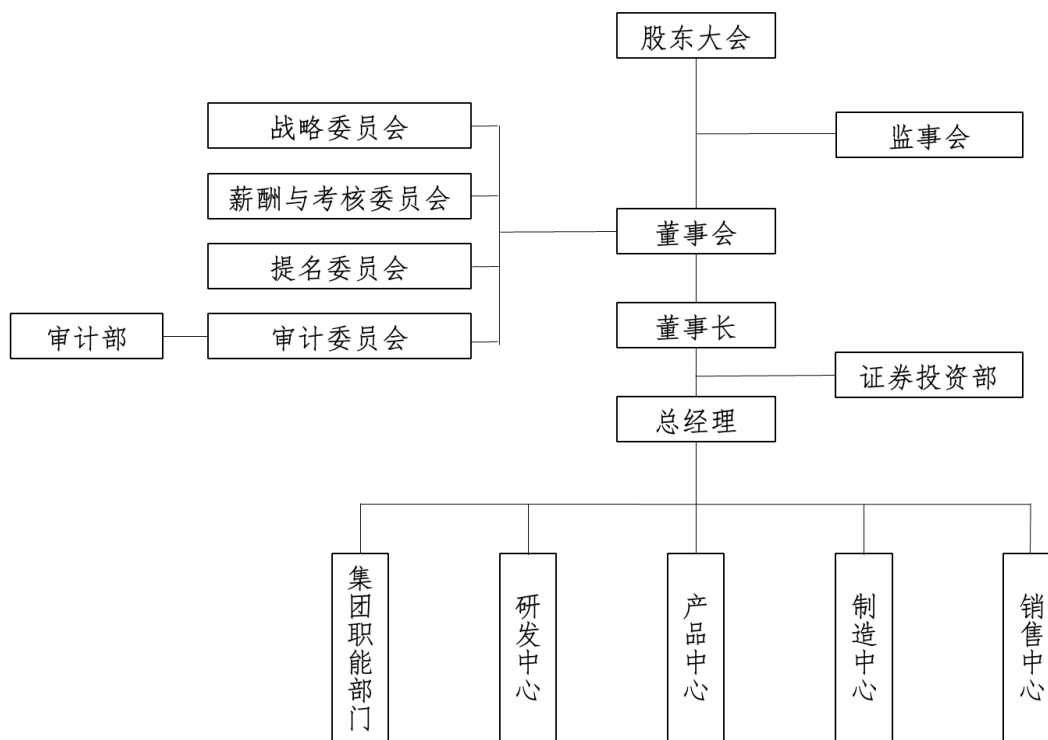 股东大会
战略委员会
监事会
薪酬与考核委员会
董事会
提名委员会
审计部
审计委员会
董事长
证券投资部
总经理
集团职能部门
研发中心
产品中心
制造中心
销售中心